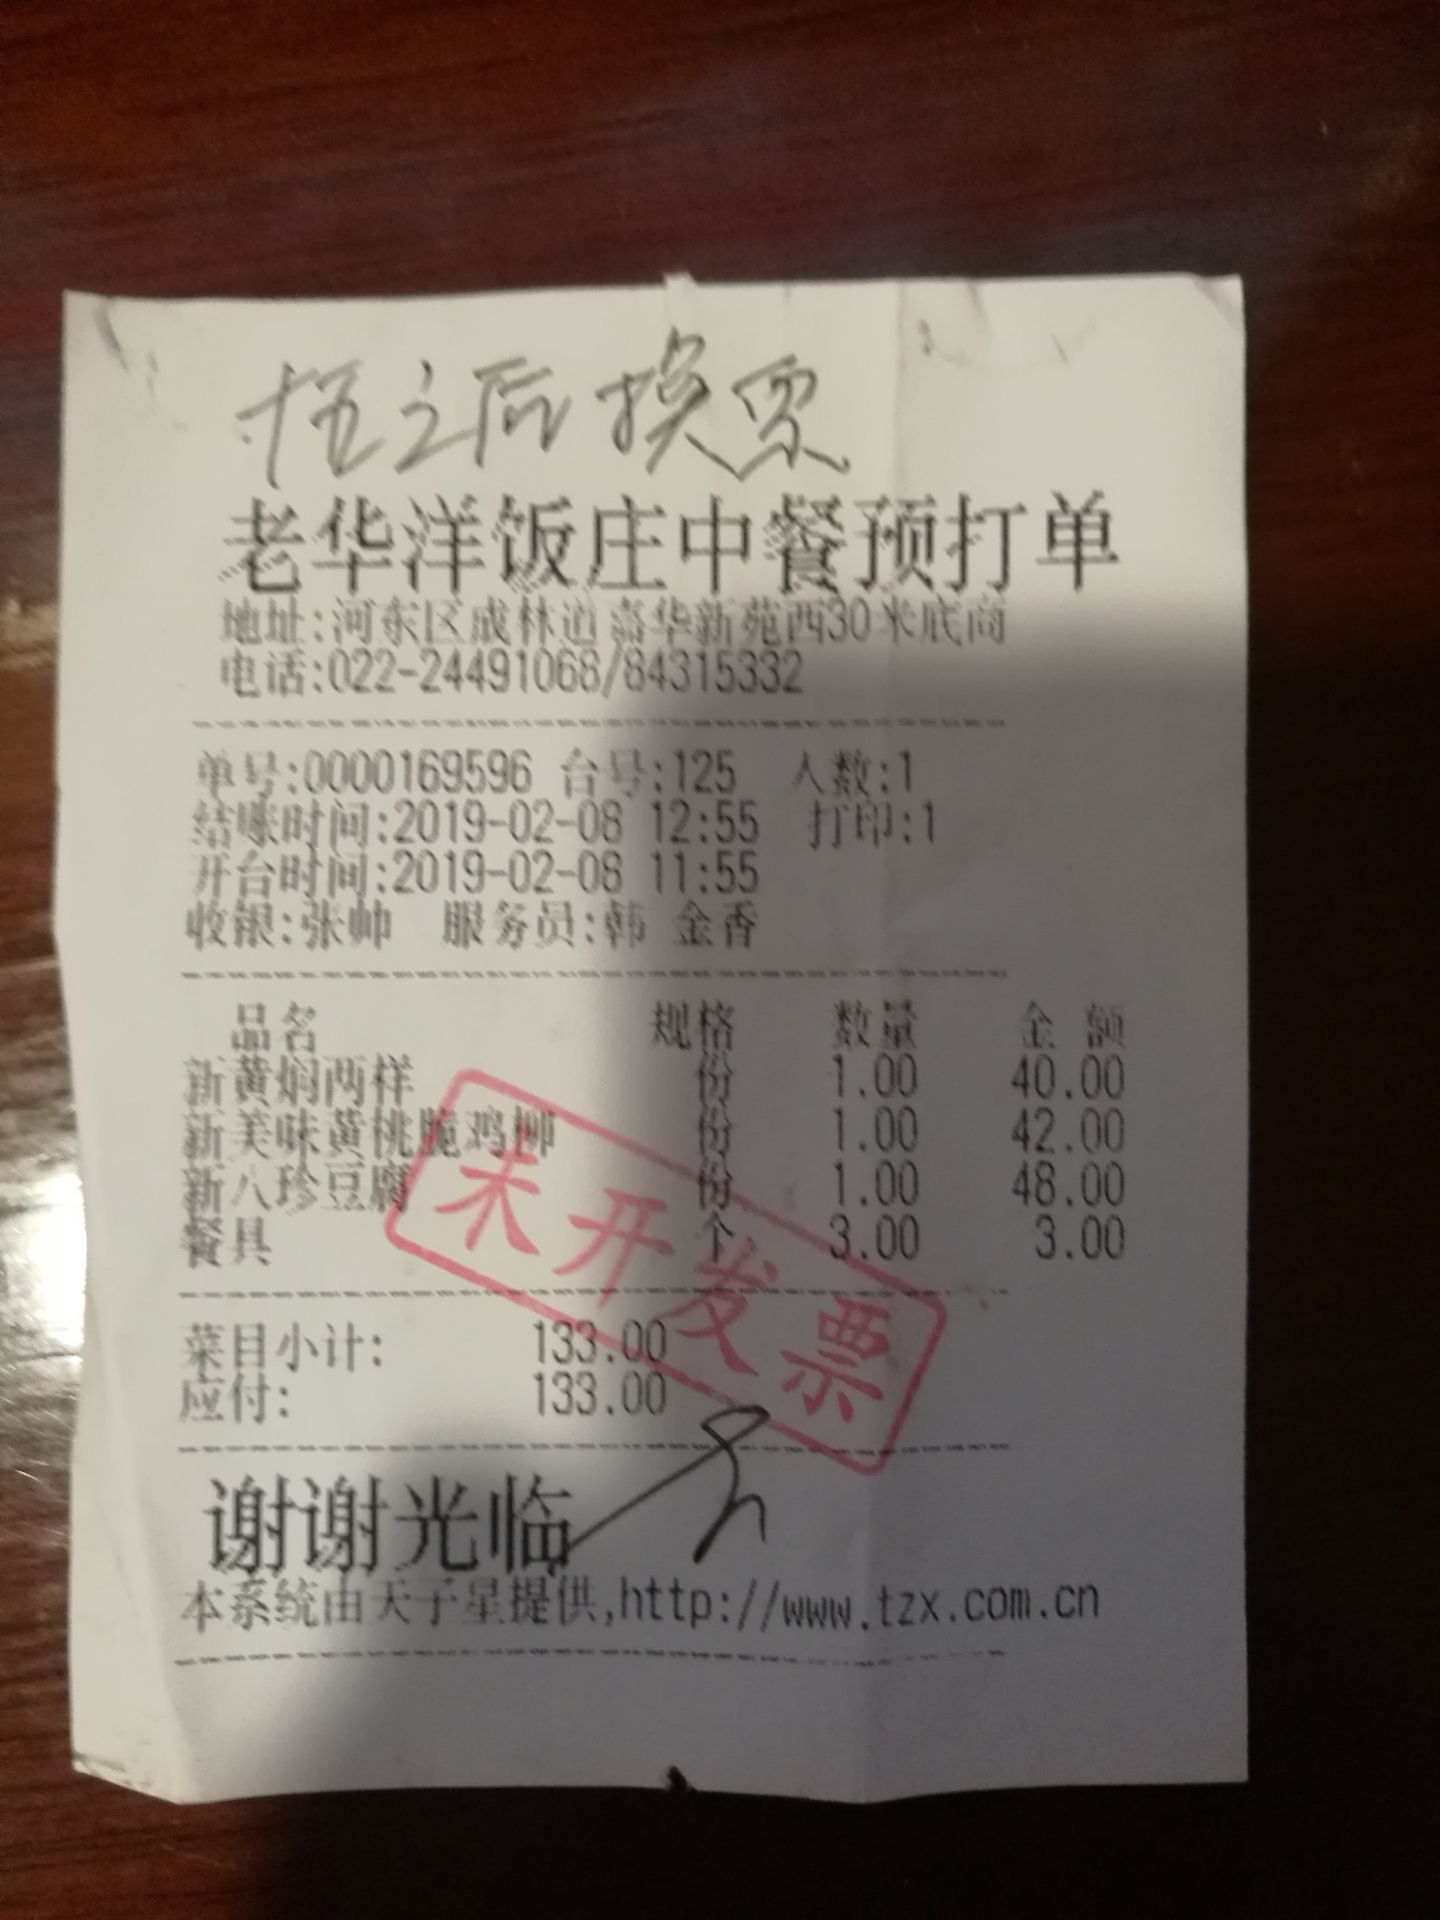 十五之后换票
老华洋饭庄中餐预打单
地址:河东区成林道嘉华新苑西30米底商
电话:022-24491068/84315332
单号:0000169596 台号:125 人数:1
结账时间:2019-02-08 12:55 打印:1
开台时间:2019-02-08 11:55
收银:张帅 服务员:韩 金香
品名 规格 数量 金 额
新黄焖两样 份 1.00 40.00
新美味黄桃脆鸡柳 份 1.00 42.00
新八珍豆腐 份 1.00 48.00
餐具 个 3.00 3.00
未开发票
菜目小计: 133.00
应付: 133.00
谢谢光临
本系统由天子星提供,http://www.tzx.com.cn